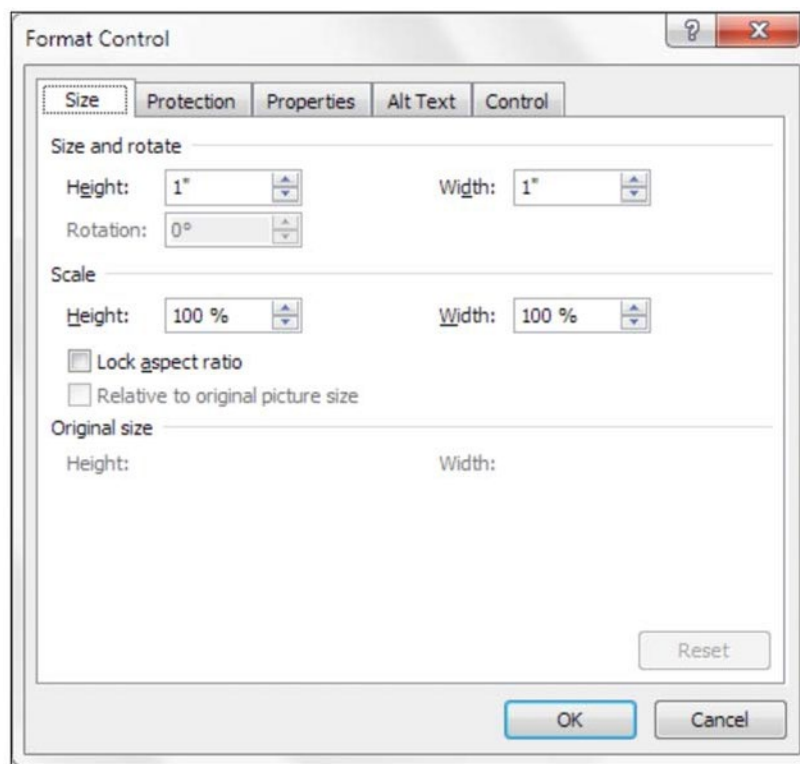 Format Control
Size Protection Properties Alt Text Control
Size and rotate
Height: 1" Width: 1"
Rotation: 0°
Scale
Height: 100 % Width: 100 %
Lock aspect ratio
Relative to original picture size
Original size
Height: Width:
Reset
OK Cancel